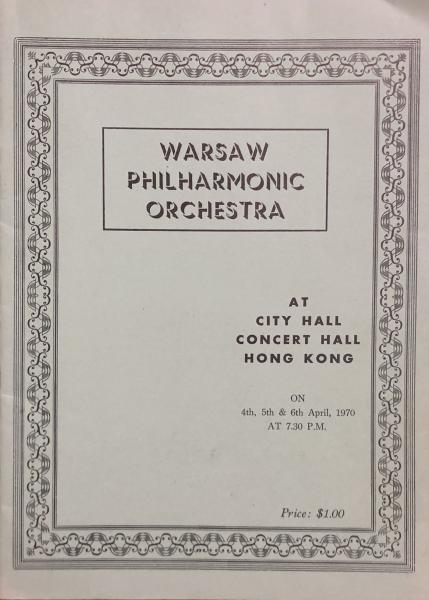 WARSAW
PHILHARMONIC
ORCHESTRA
AT
CITY HALL
CONCERT HALL
HONG KONG
ON
4th, 5th & 6th April, 1970
AT 7.30 P.M.
Price: $1.00